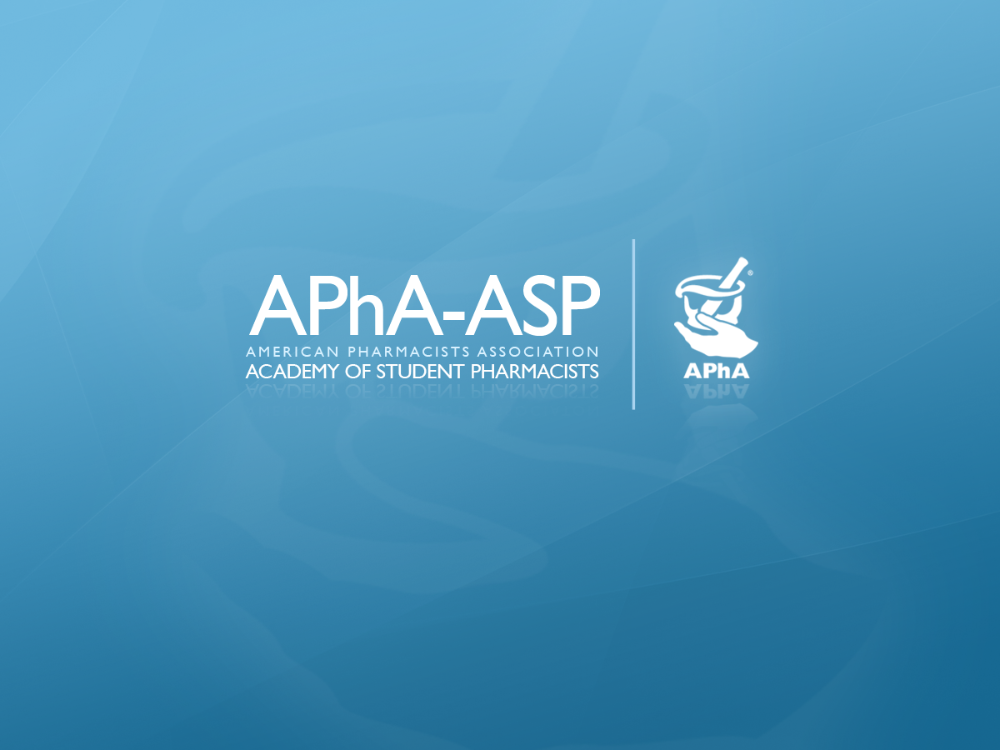 APhA-ASP
AMERICAN PHARMACISTS ASSOCIATION
ACADEMY OF STUDENT PHARMACISTS
®
APhA